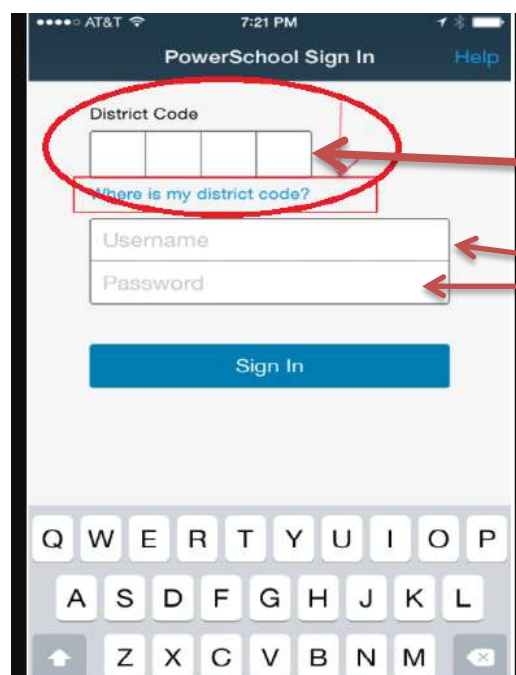 AT&T 7:21 PM
PowerSchool Sign In Help
District Code
Where is my district code?
Username
Password
Sign In
Q W E R T Y U I O P
A S D F G H J K L
Z X C V B N M